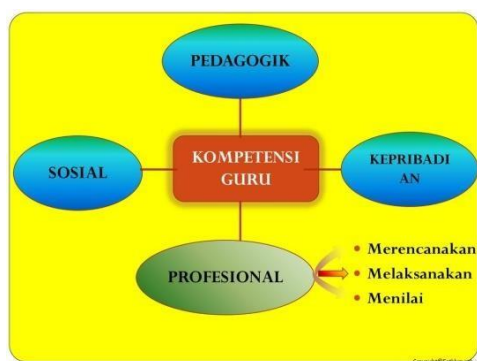 PEDAGOGIK
SOSIAL
KOMPETENSI
GURU
KEPRIBADI
AN
PROFESIONAL
• Merencanakan
• Melaksanakan
• Menilai